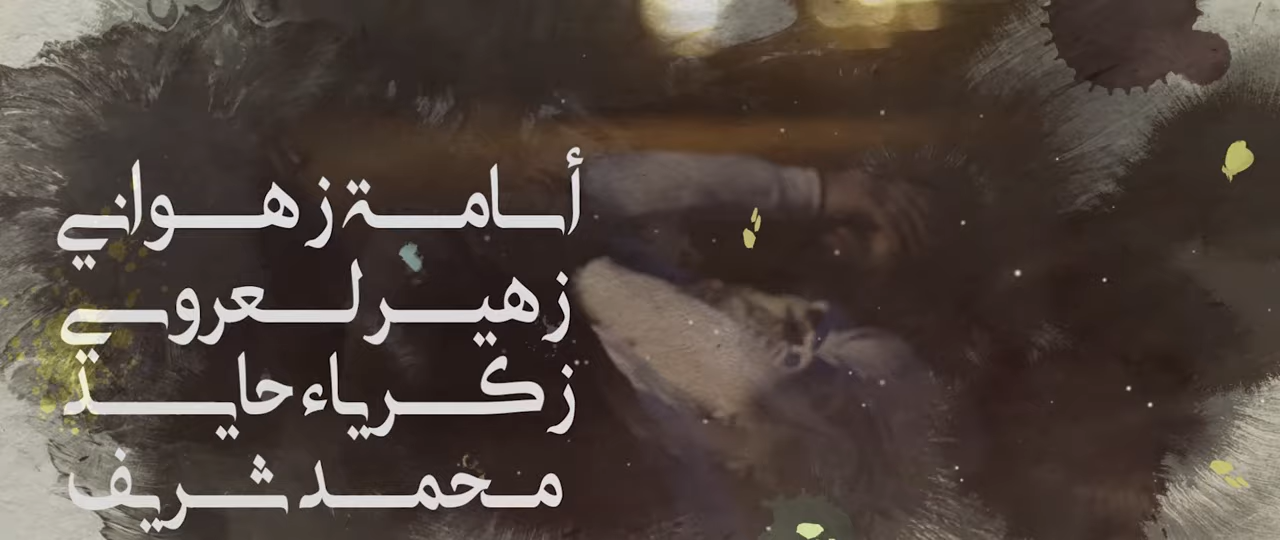 أسامة زهواني
زهير لعروسي
زكرياء حايد
محمد شريف